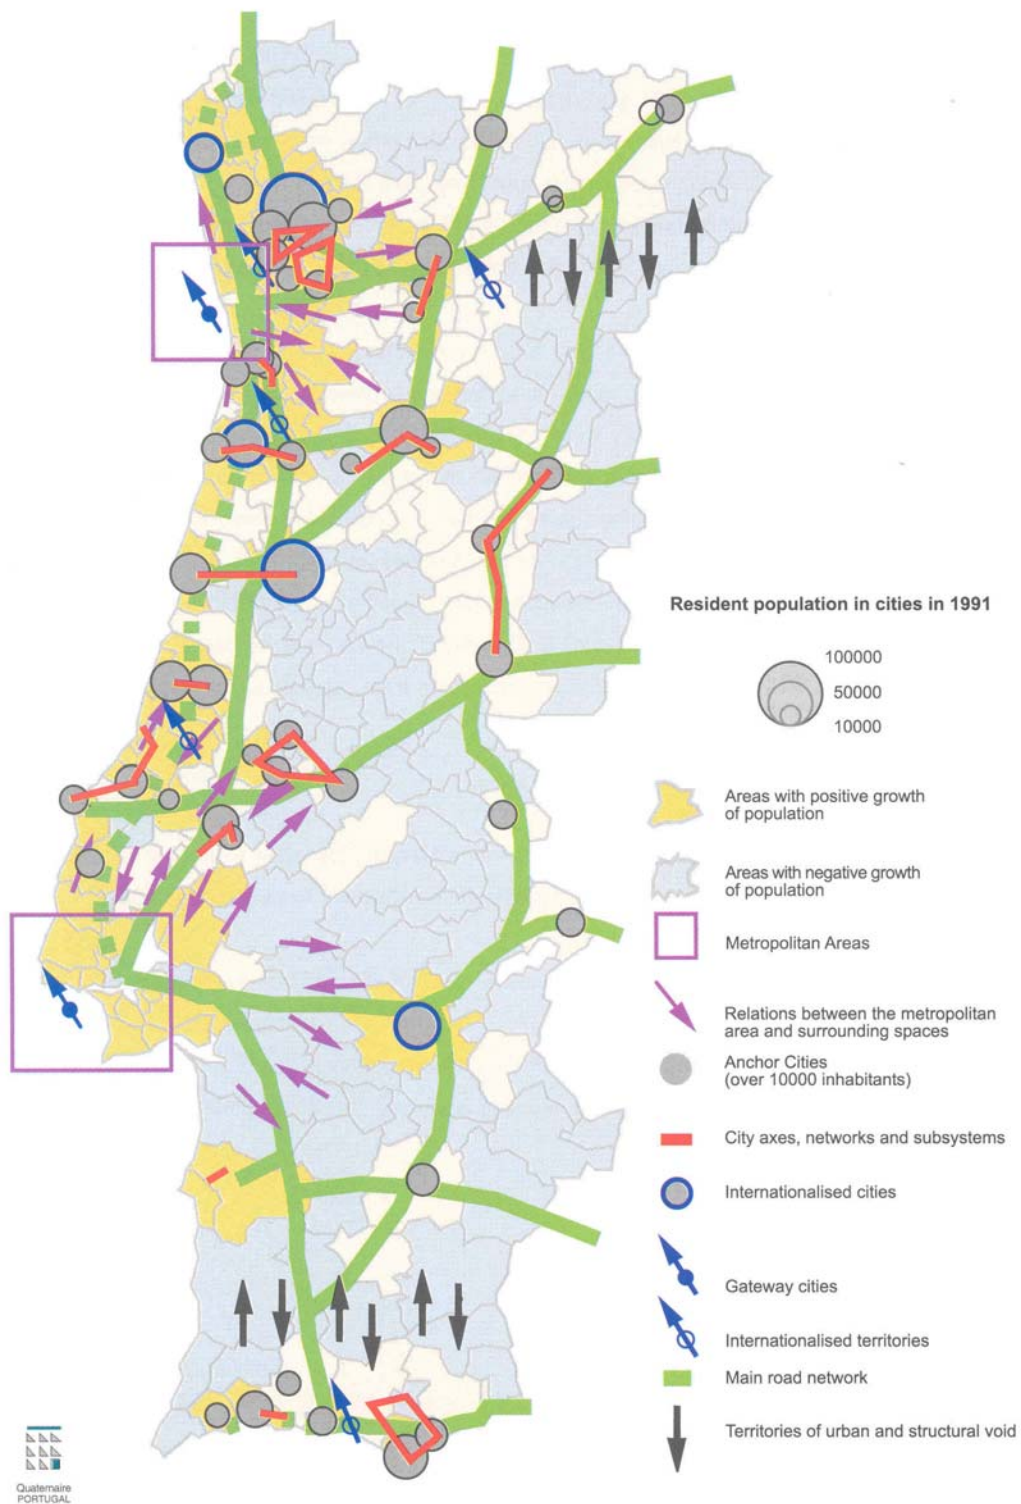 Resident population in cities in 1991
100000
50000
10000
Areas with positive growth
of population
Areas with negative growth
of population
Metropolitan Areas
Relations between the metropolitan
area and surrounding spaces
Anchor Cities
(over 10000 inhabitants)
City axes, networks and subsystems
Internationalised cities
Gateway cities
Internationalised territories
Main road network
Territories of urban and structural void
Quaternaire
PORTUGAL